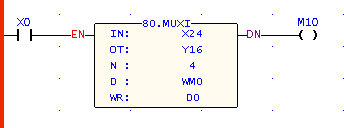 80.MUXI
X0 EN DN M10
IN: X24
OT: Y16
N : 4
D : WM0
WR: D0